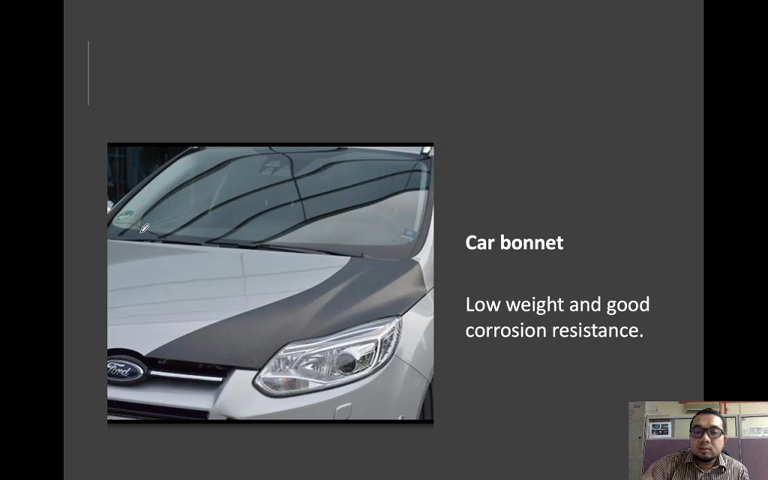 Car bonnet
Low weight and good
corrosion resistance.
Ford